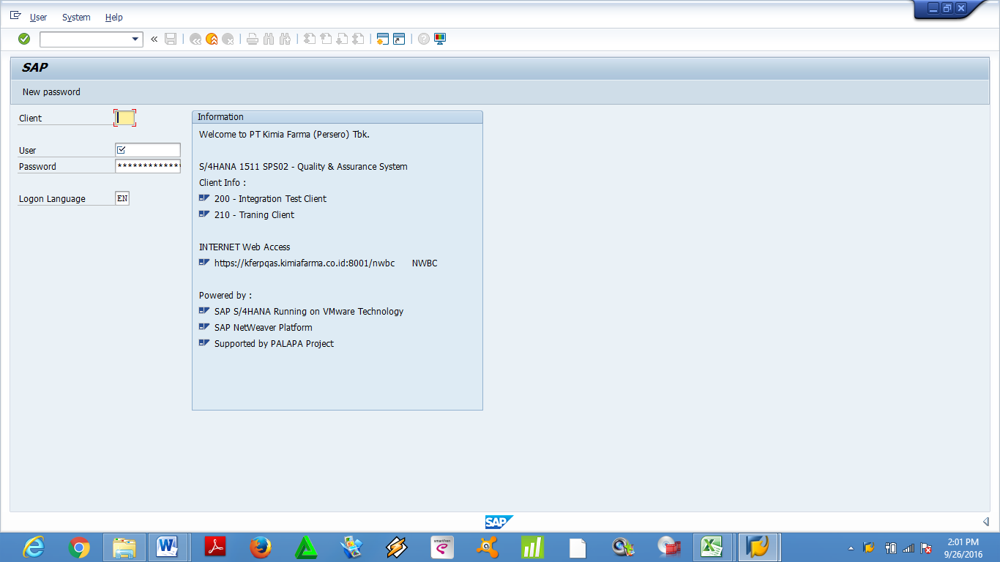 User System Help
SAP
New password
Client
User
Password *************
Logon Language EN
Information
Welcome to PT Kimia Farma (Persero) Tbk.
S/4HANA 1511 SPS02 - Quality & Assurance System
Client Info :
200 - Integration Test Client
210 - Traning Client
INTERNET Web Access
https://kferpqas.kimiafarma.co.id:8001/nwbc NWBC
Powered by :
SAP S/4HANA Running on VMware Technology
SAP NetWeaver Platform
Supported by PALAPA Project
SAP
smartfren
2:01 PM
9/26/2016